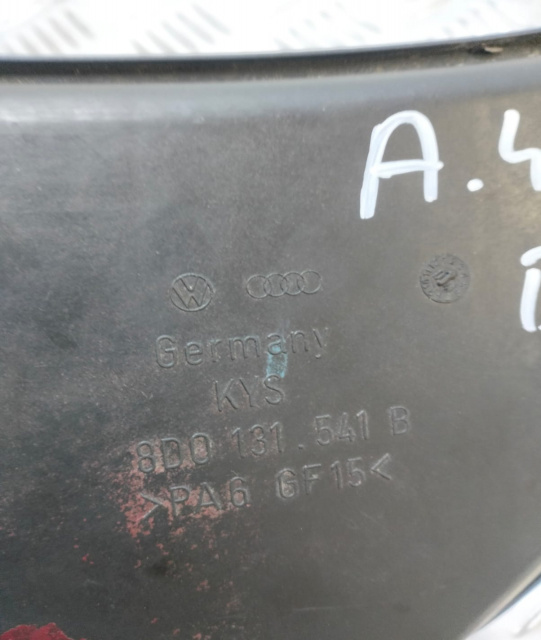 A.4
Germany
KYS
8D0 131.541 B
>PA6 GF15<